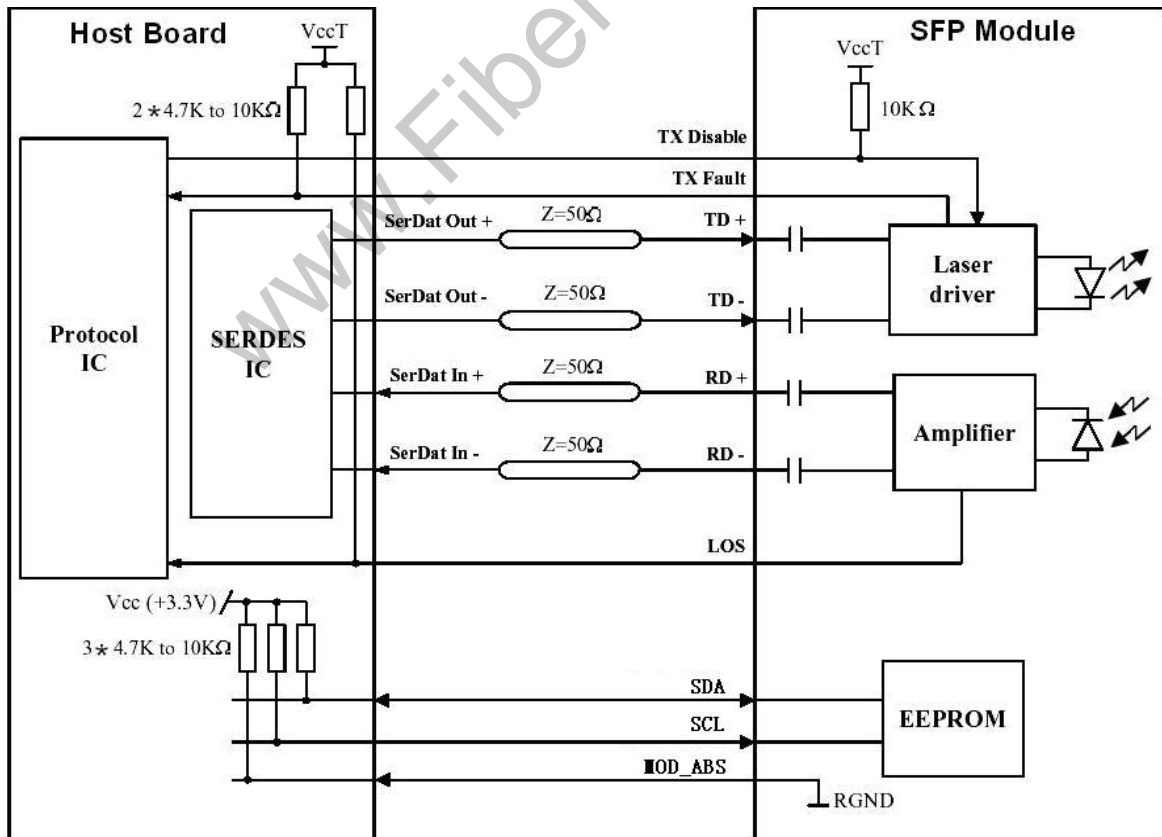 Host Board
SFP Module
VccT
VccT
2*4.7K to 10KΩ
10KΩ
TX Disable
TX Fault
SerDat Out +
Z=50Ω
TD +
SerDat Out -
Z=50Ω
TD -
Laser
driver
Protocol
IC
SERDES
IC
SerDat In +
Z=50Ω
RD +
SerDat In -
Z=50Ω
RD -
Amplifier
LOS
Vcc (+3.3V)
3*4.7K to 10KΩ
SDA
SCL
MOD_ABS
EEPROM
RGND
www.Fiber